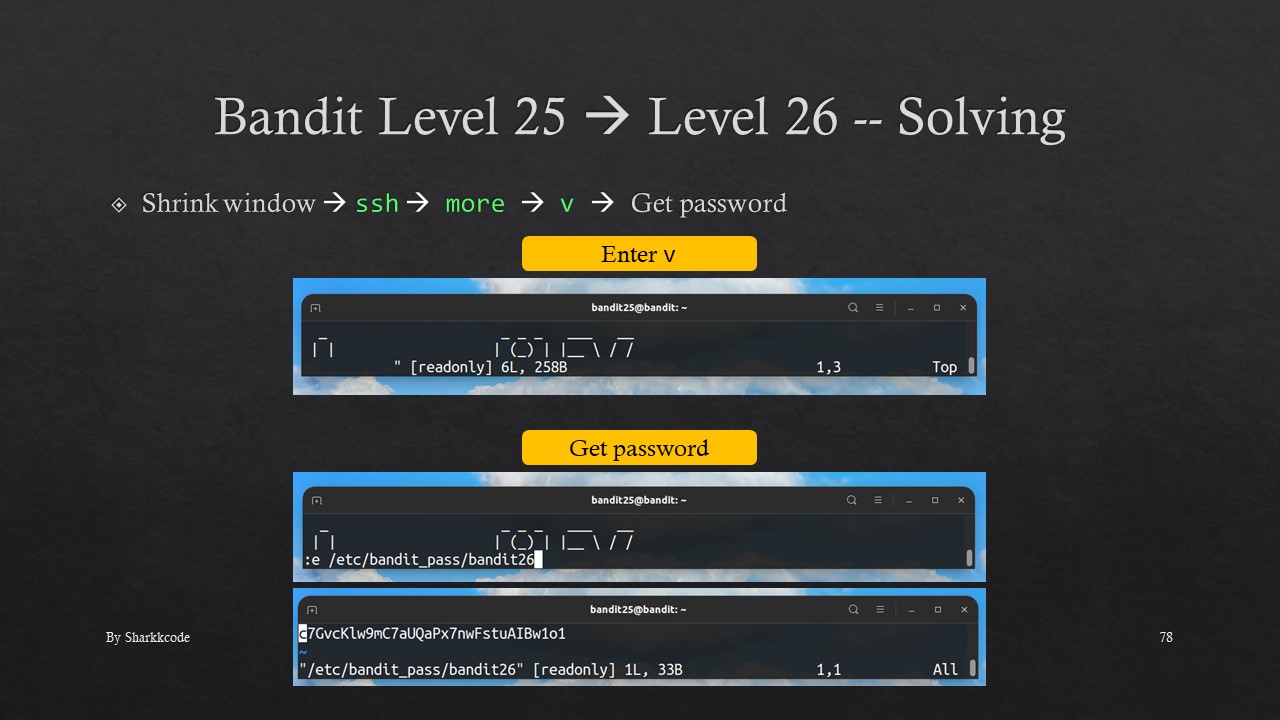 Bandit Level 25 → Level 26 -- Solving
Shrink window → ssh → more → v → Get password
Enter v
bandit25@bandit: ~
" [readonly] 6L, 258B 1,3 Top
Get password
bandit25@bandit: ~
:e /etc/bandit_pass/bandit26
bandit25@bandit: ~
c7GvcKlw9mC7aUQaPx7nwFstuAIBw1o1
~
"/etc/bandit_pass/bandit26" [readonly] 1L, 33B 1,1 All
By Sharkkcode
78